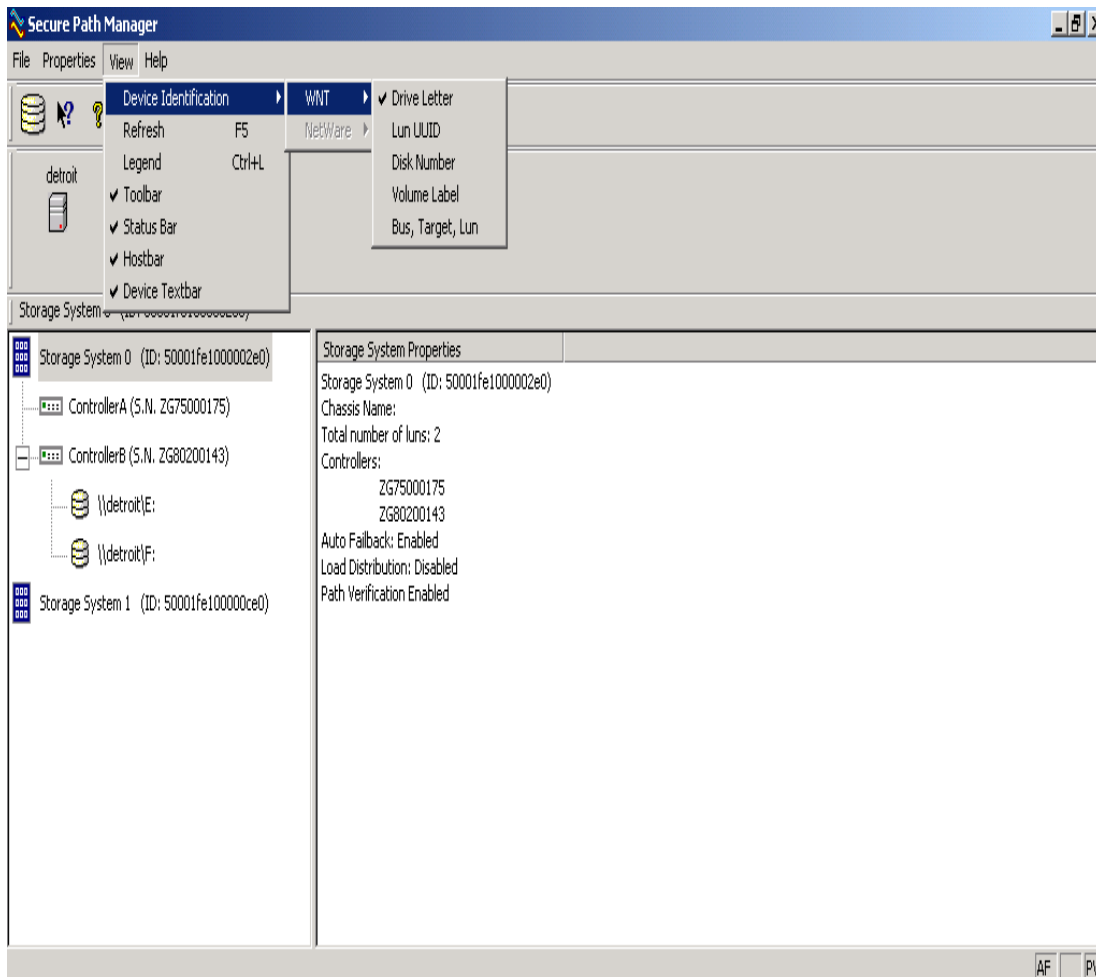 Secure Path Manager
File Properties View Help
Device Identification
Refresh F5
Legend Ctrl+L
Toolbar
Status Bar
Hostbar
Device Textbar
WNT
NetWare
Drive Letter
Lun UUID
Disk Number
Volume Label
Bus, Target, Lun
detroit
Storage System
Storage System 0 (ID: 50001fe1000002e0)
ControllerA (S.N. ZG75000175)
ControllerB (S.N. ZG80200143)
\\detroit\E:
\\detroit\F:
Storage System 1 (ID: 50001fe100000ce0)
Storage System Properties
Storage System 0 (ID: 50001fe1000002e0)
Chassis Name:
Total number of luns: 2
Controllers:
ZG75000175
ZG80200143
Auto Failback: Enabled
Load Distribution: Disabled
Path Verification Enabled
AF